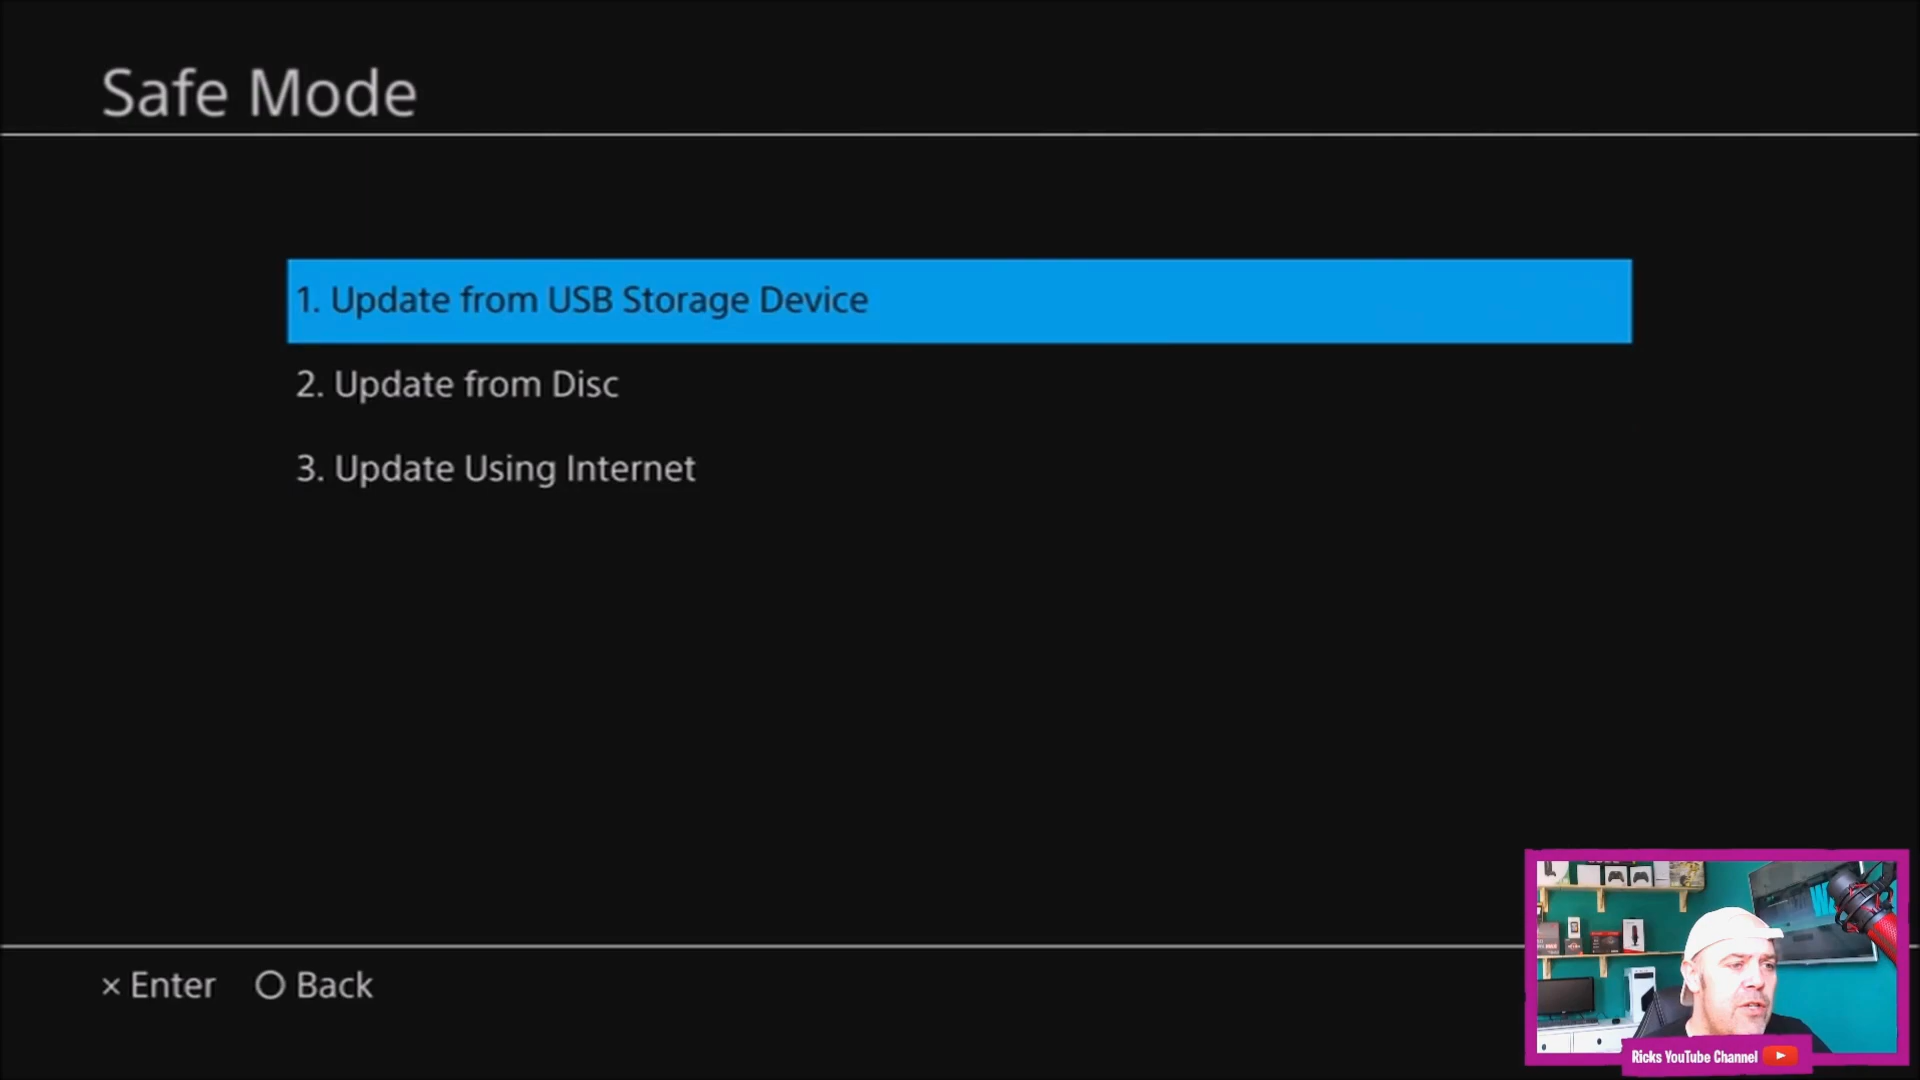 Safe Mode
1. Update from USB Storage Device
2. Update from Disc
3. Update Using Internet
× Enter ○ Back
Ricks YouTube Channel